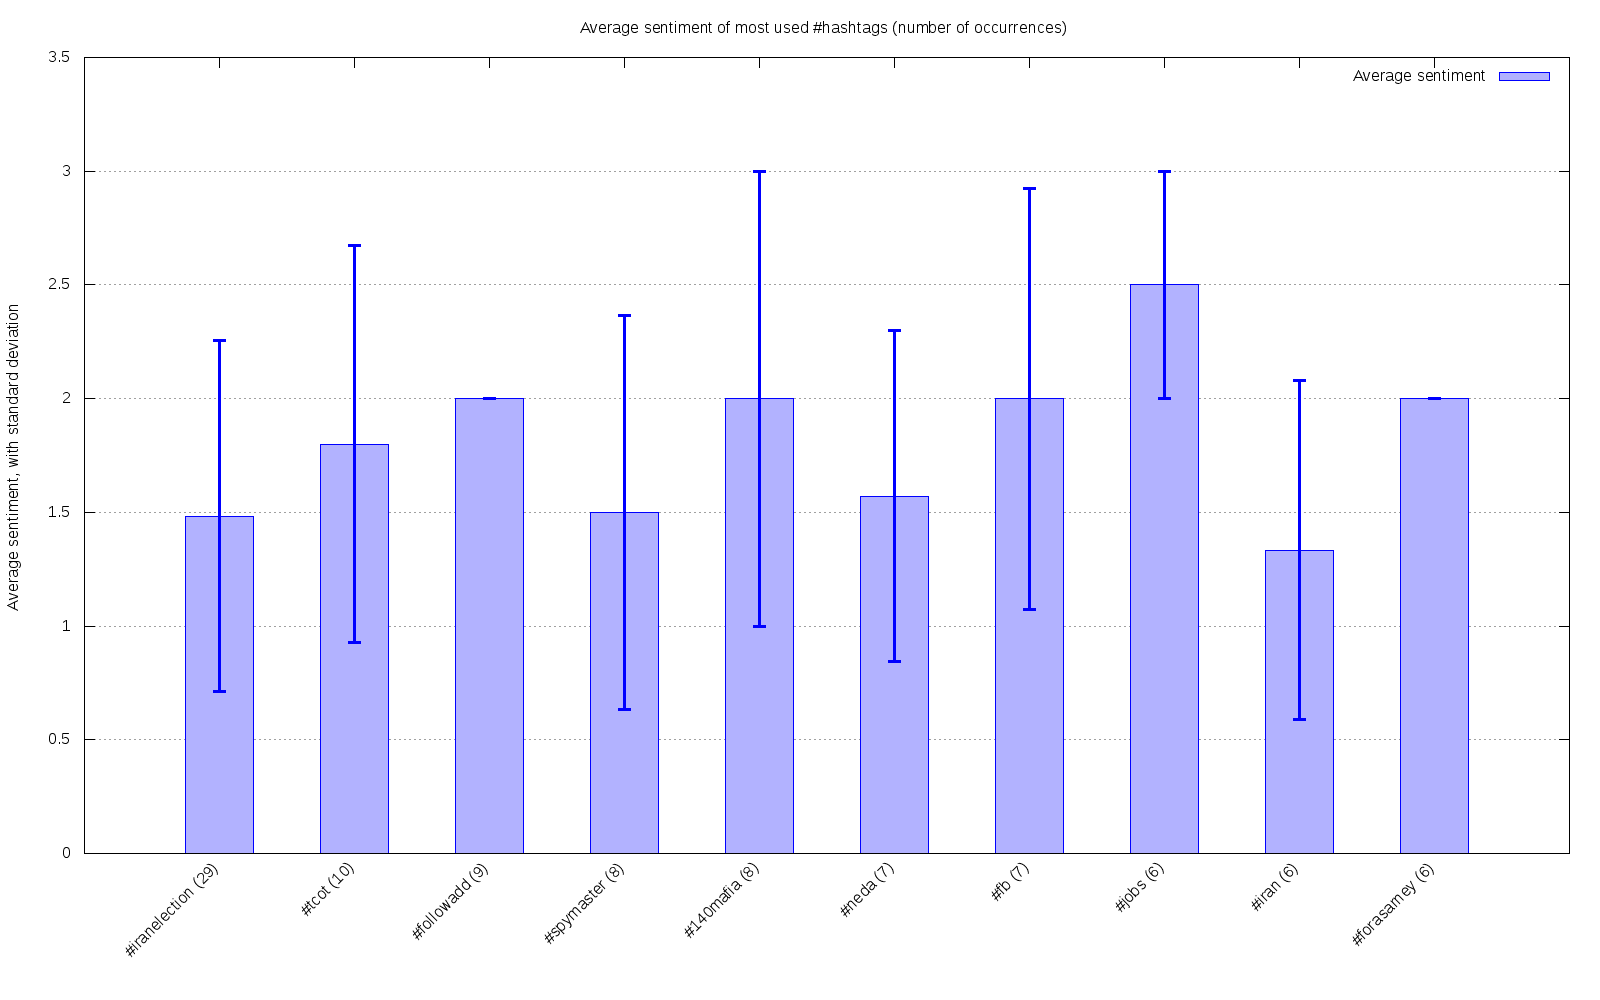 Average sentiment of most used #hashtags (number of occurrences)
Average sentiment
3.5
3
2.5
2
1.5
1
0.5
0
Average sentiment, with standard deviation
#iranelection (29)
#tcot (10)
#followadd (9)
#spymaster (8)
#140mafia (8)
#neda (7)
#fb (7)
#jobs (6)
#iran (6)
#forasarney (6)